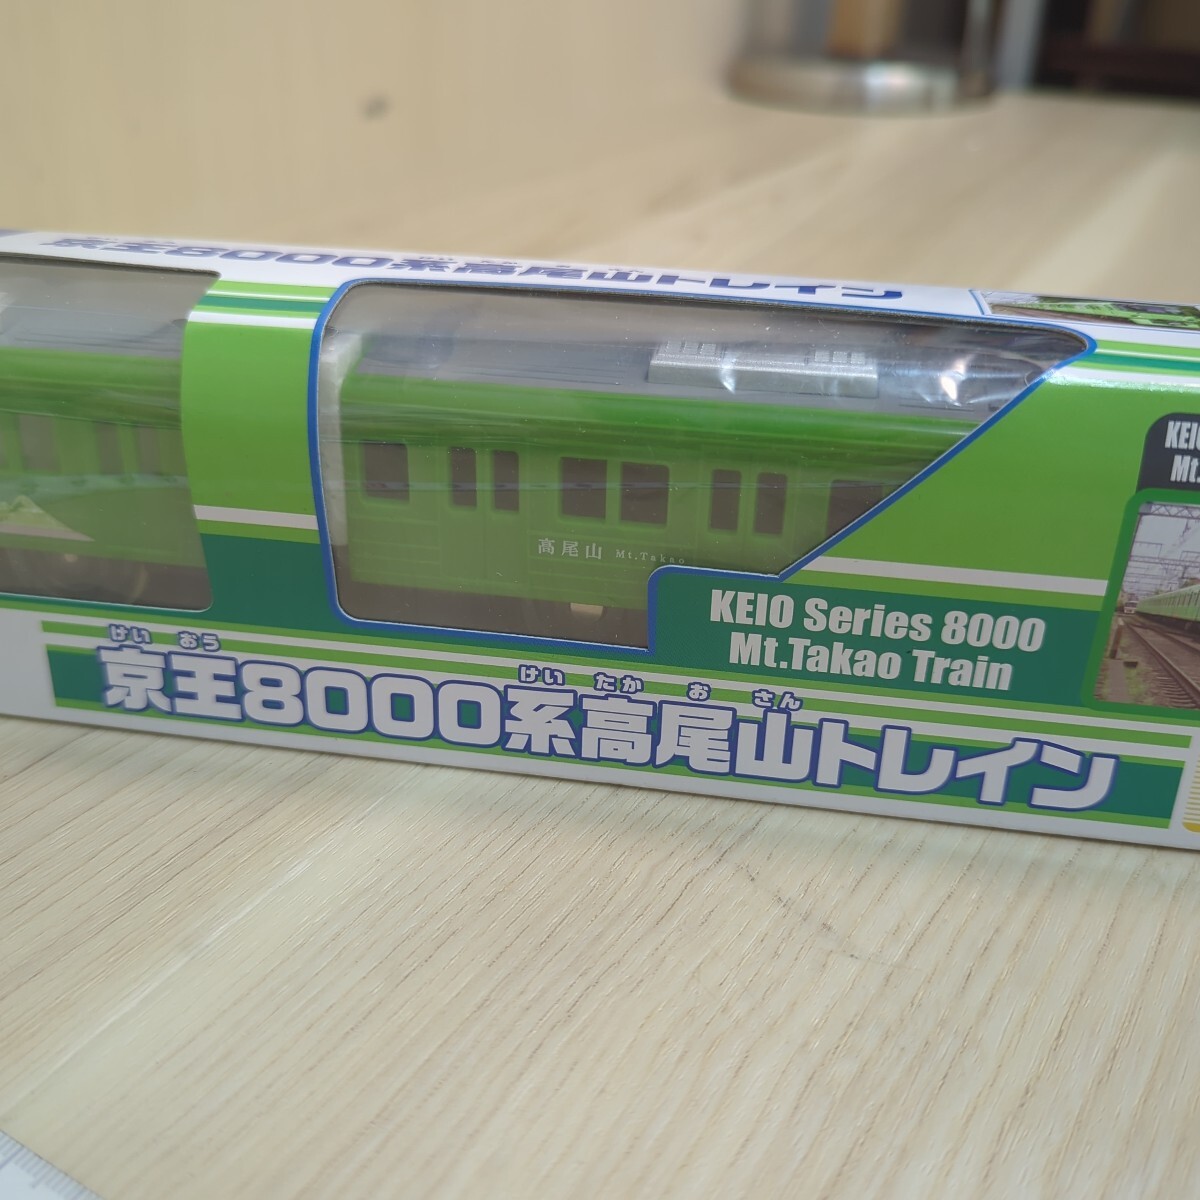 京王8000系高尾山トレイン
高尾山 Mt.Takao
KEIO Series 8000
Mt.Takao Train
けい おう けい たか お さん
京王8000系高尾山トレイン
KEIO
Mt.